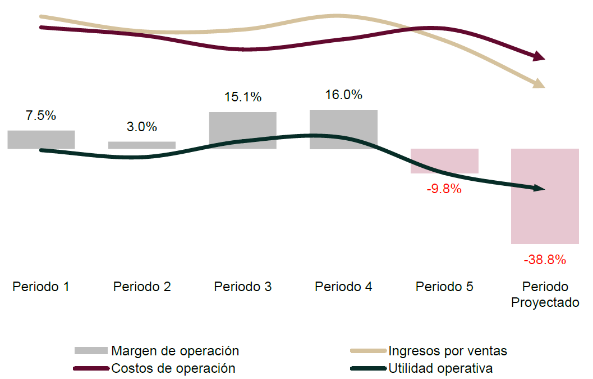 7.5%
3.0%
15.1%
16.0%
-9.8%
-38.8%
Periodo 1
Periodo 2
Periodo 3
Periodo 4
Periodo 5
Periodo
Proyectado
Margen de operación
Ingresos por ventas
Costos de operación
Utilidad operativa